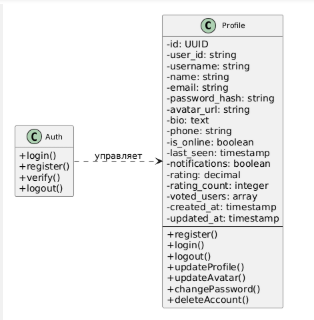 C Auth
+login()
+register()
+verify()
+logout()
управляет
C Profile
-id: UUID
-user_id: string
-username: string
-name: string
-email: string
-password_hash: string
-avatar_url: string
-bio: text
-phone: string
-is_online: boolean
-last_seen: timestamp
-notifications: boolean
-rating: decimal
-rating_count: integer
-voted_users: array
-created_at: timestamp
-updated_at: timestamp
+register()
+login()
+logout()
+updateProfile()
+updateAvatar()
+changePassword()
+deleteAccount()